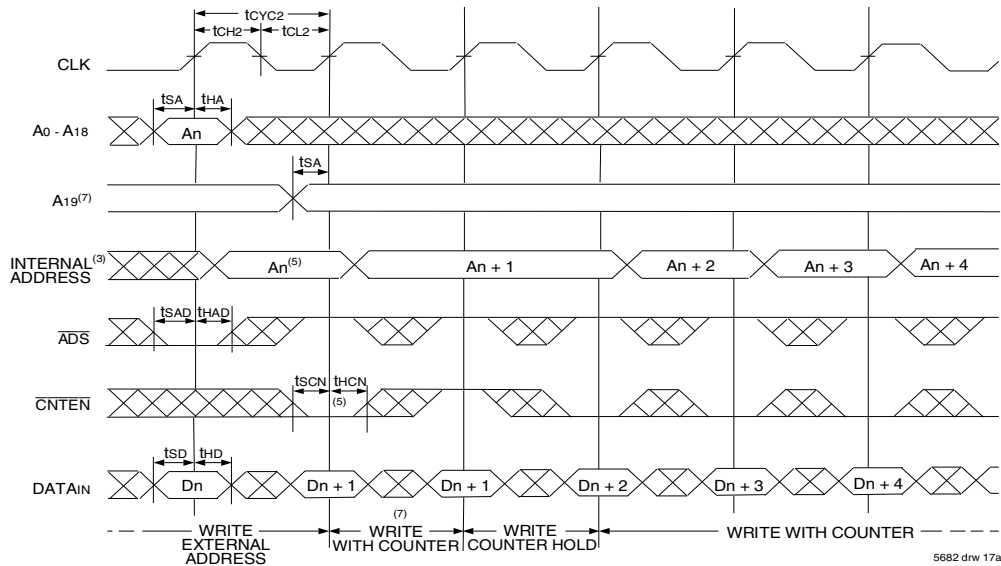 tCYC2
tCH2 tCL2
CLK
tSA tHA
A0 - A18 An
tSA
A19(7)
INTERNAL(3)
ADDRESS
An(5) An + 1 An + 2 An + 3 An + 4
tSAD tHAD
ADS
tSCN tHCN
CNTEN (5)
tSD tHD
DATAIN Dn Dn + 1 Dn + 1 Dn + 2 Dn + 3 Dn + 4
(7)
WRITE WRITE WRITE WRITE WITH COUNTER
EXTERNAL WITH COUNTER COUNTER HOLD
ADDRESS
5682 drw 17a